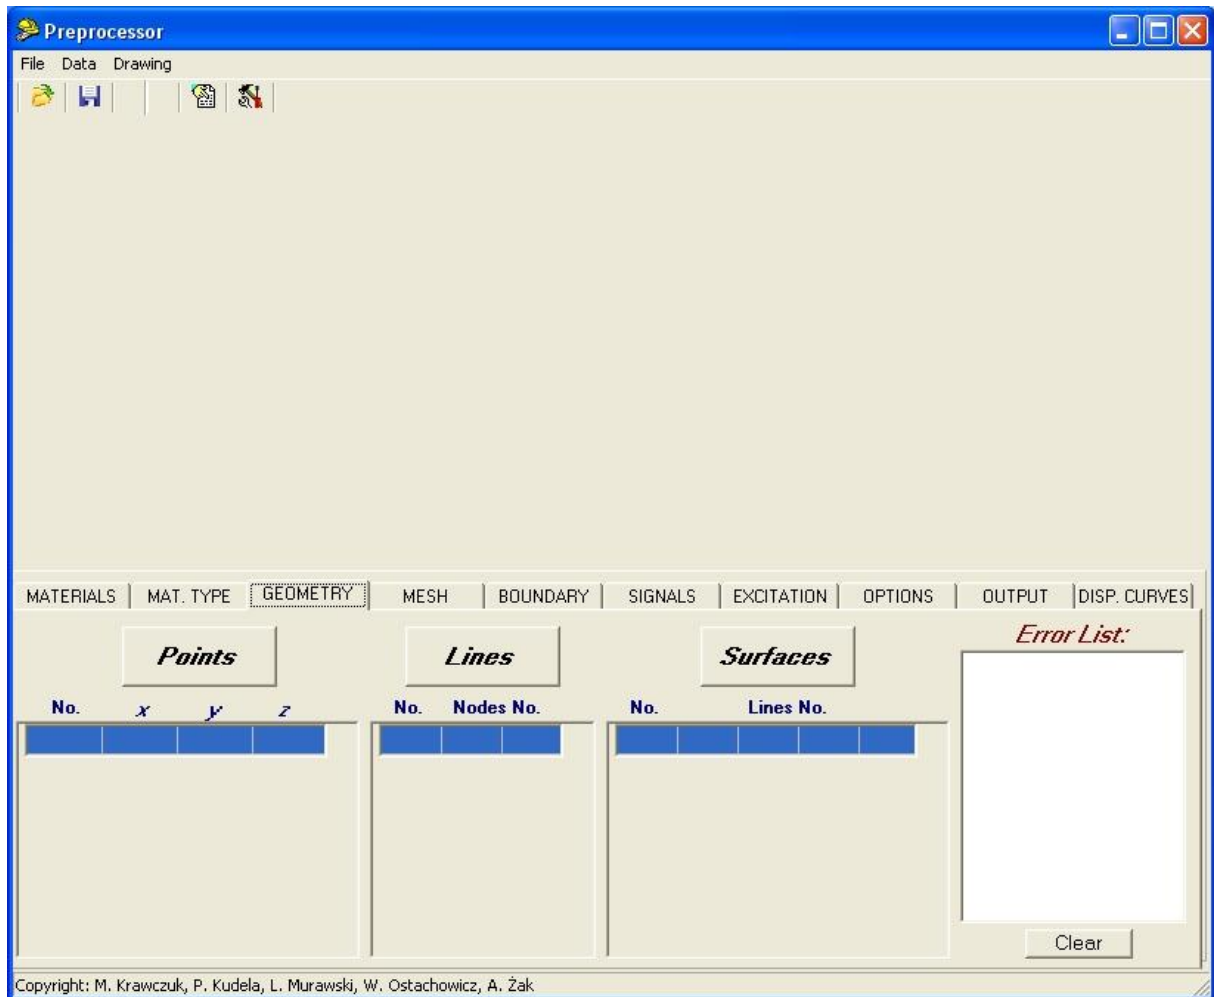 Preprocessor
File Data Drawing
MATERIALS MAT. TYPE GEOMETRY MESH BOUNDARY SIGNALS EXCITATION OPTIONS OUTPUT DISP. CURVES
Points Lines Surfaces Error List:
No. x y z No. Nodes No. No. Lines No.
Clear
Copyright: M. Krawczuk, P. Kudela, L. Murawski, W. Ostachowicz, A. Żak